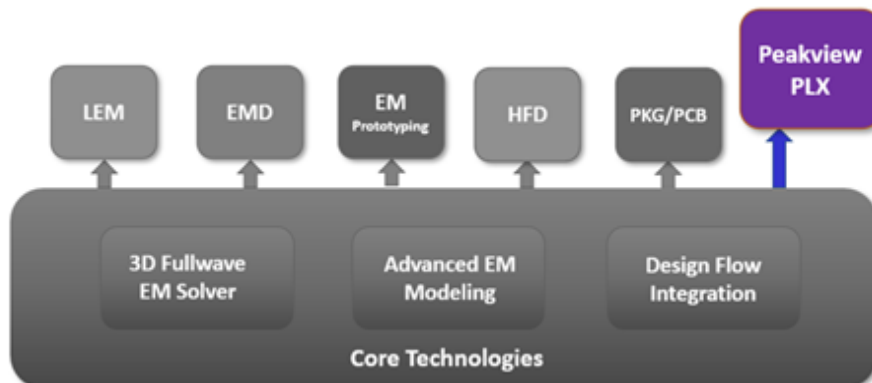 Peakview
PLX
LEM
EMD
EM
Prototyping
HFD
PKG/PCB
3D Fullwave
EM Solver
Advanced EM
Modeling
Design Flow
Integration
Core Technologies